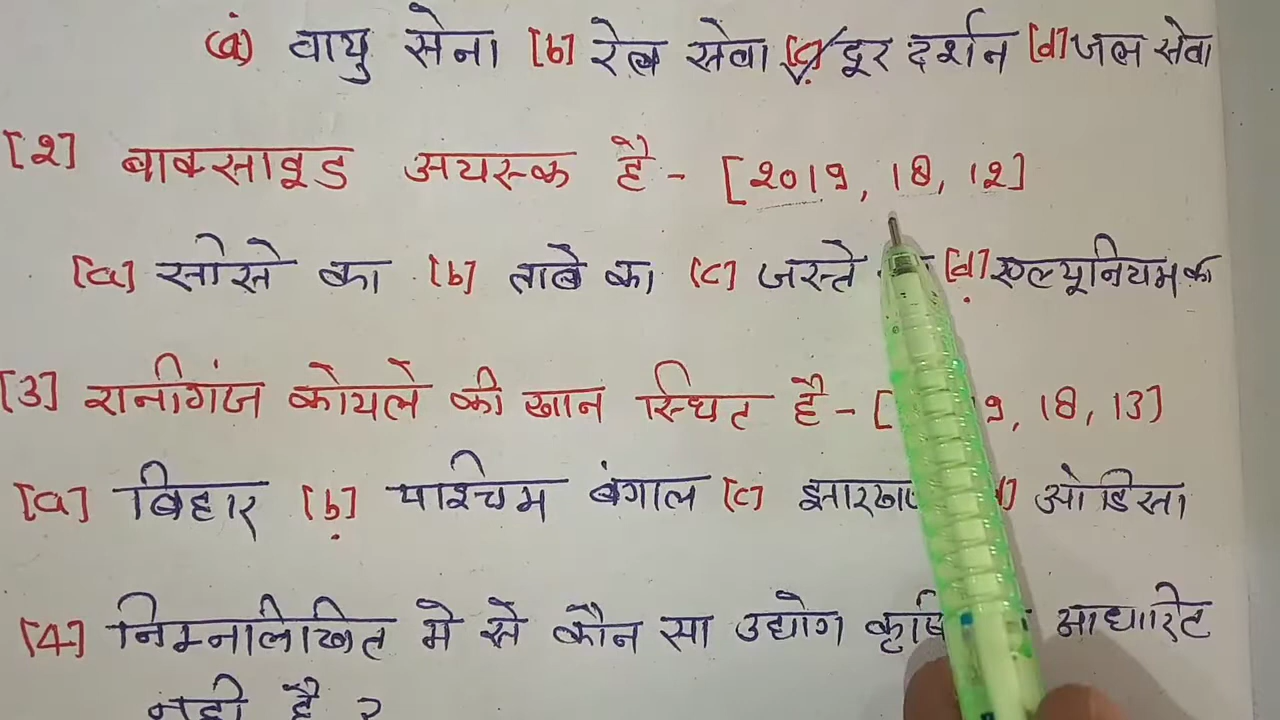 (a) वायु सेना [b] रेल सेवा [c] दूर दर्शन [d] जल सेवा
[2] बाक्साइड अयस्क है - [2019, 18, 12]
[a] सीसे का [b] ताबे का [c] जस्ते [d] एल्यूनियम का
[3] रानीगंज कोयले की खान स्थित है - [ 9, 18, 13]
[a] बिहार [b] पश्चिम बंगाल [c] ओडिसा
[4] निम्नलिखित मे से कौन सा उद्योग आधारित
नही है ?